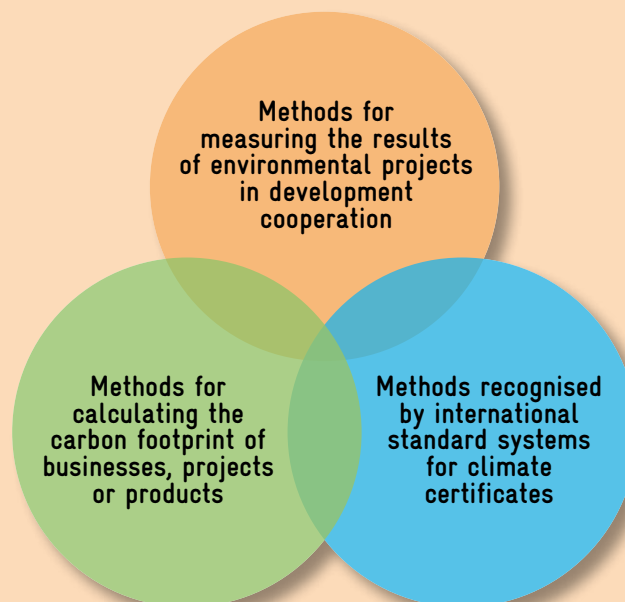 Methods for
measuring the results
of environmental projects
in development
cooperation
Methods for
calculating the
carbon footprint of
businesses, projects
or products
Methods recognised
by international
standard systems
for climate
certificates